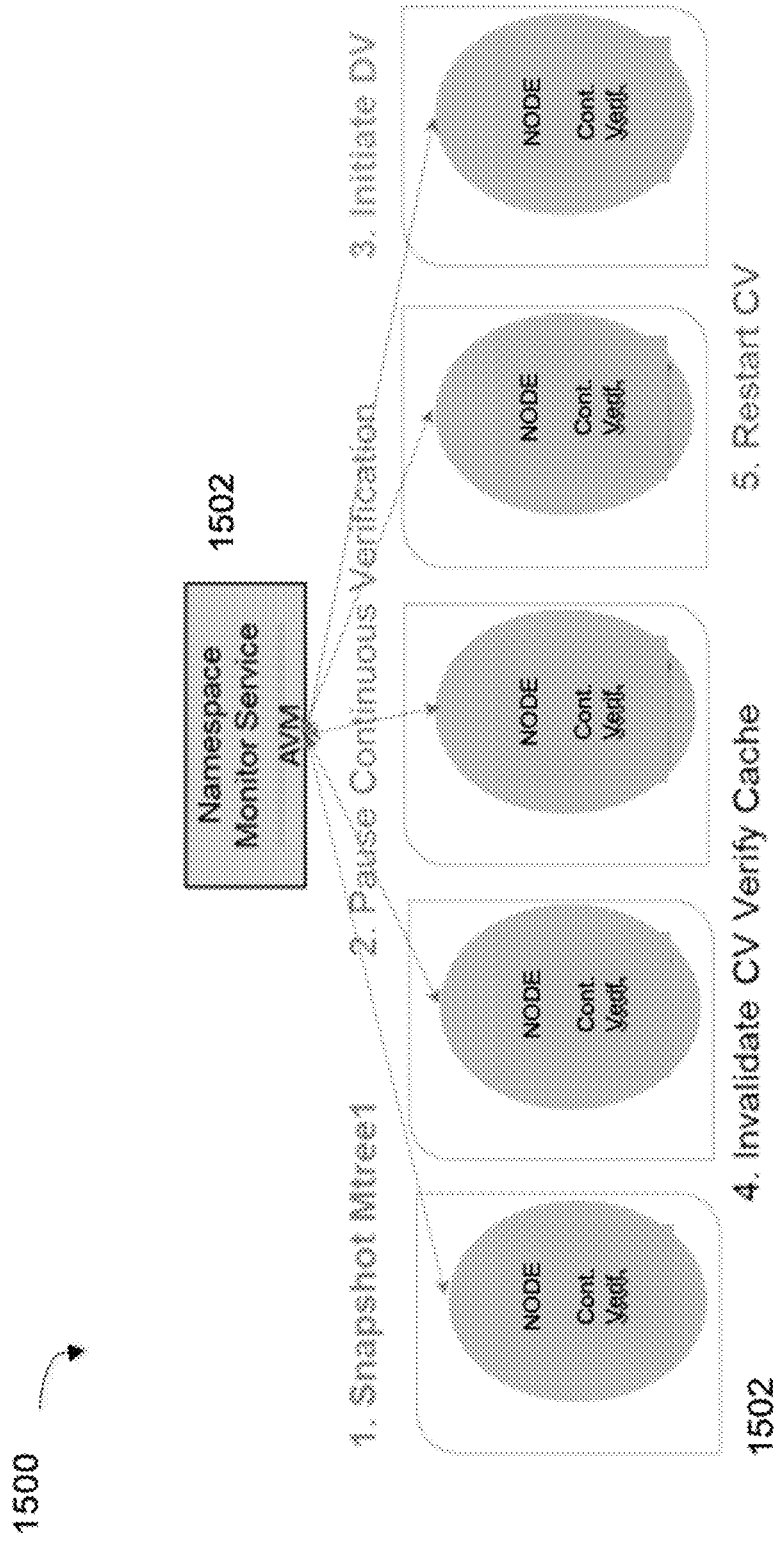 1500
Namespace
Monitor Service
AVM
1502
1. Snapshot Mtree1
2. Pause Continuous Verification
3. Initiate DV
NODE
Cont.
Verif.
NODE
Cont.
Verif.
NODE
Cont.
Verif.
NODE
Cont.
Verif.
NODE
Cont.
Verif.
1502
4. Invalidate CV Verify Cache
5. Restart CV